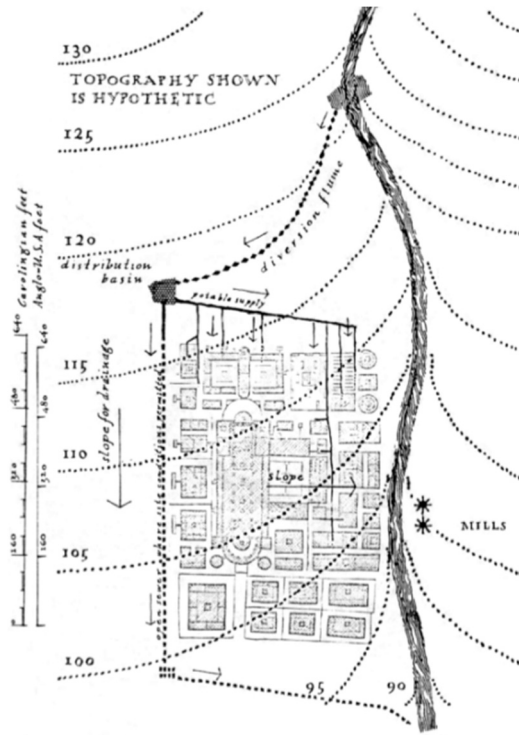 130
TOPOGRAPHY SHOWN
IS HYPOTHETIC
125
diversion flume
120
distribution
basin
potable supply
Carolingian feet
Anglo-U.S.A feet
640
640
115
slope for drainage
480
480
110
slope
320
320
MILLS
105
160
160
100
95
90